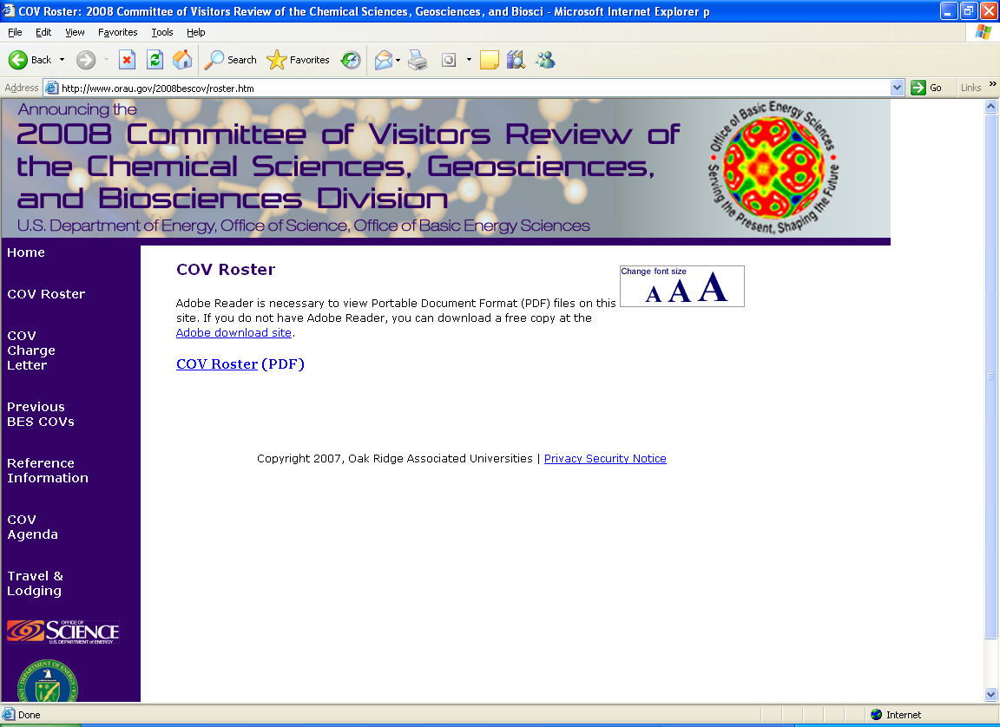 COV Roster: 2008 Committee of Visitors Review of the Chemical Sciences, Geosciences, and Biosci - Microsoft Internet Explorer p
File Edit View Favorites Tools Help
Back Search Favorites
Address http://www.orau.gov/2008bescov/roster.htm Go Links »
Announcing the
2008 Committee of Visitors Review of
the Chemical Sciences, Geosciences,
and Biosciences Division
U.S. Department of Energy, Office of Science, Office of Basic Energy Sciences
Office of Basic Energy Sciences
Serving the Present, Shaping the Future
Home
COV Roster
COV
Charge
Letter
Previous
BES COVs
Reference
Information
COV
Agenda
Travel &
Lodging
OFFICE OF
SCIENCE
U.S. DEPARTMENT OF ENERGY
COV Roster
Change font size
A A A
Adobe Reader is necessary to view Portable Document Format (PDF) files on this
site. If you do not have Adobe Reader, you can download a free copy at the
Adobe download site.
COV Roster (PDF)
Copyright 2007, Oak Ridge Associated Universities | Privacy Security Notice
Done Internet